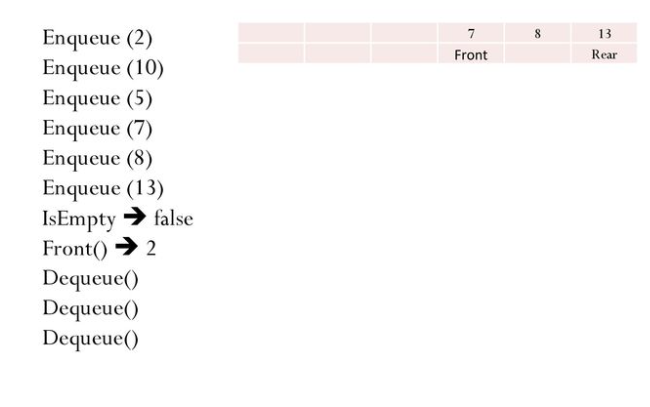 Enqueue (2)
Enqueue (10)
Enqueue (5)
Enqueue (7)
Enqueue (8)
Enqueue (13)
IsEmpty ➔ false
Front() ➔ 2
Dequeue()
Dequeue()
Dequeue()
7 8 13
Front Rear